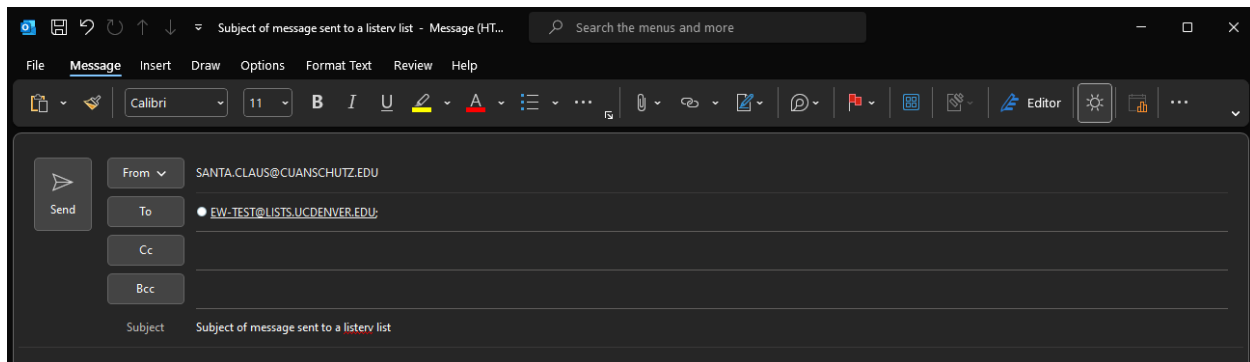 Subject of message sent to a listerv list - Message (HT... Search the menus and more
File Message Insert Draw Options Format Text Review Help
Calibri 11 B I U A Editor
From SANTA.CLAUS@CUANSCHUTZ.EDU
Send To EW-TEST@LISTS.UCDENVER.EDU;
Cc
Bcc
Subject Subject of message sent to a listerv list